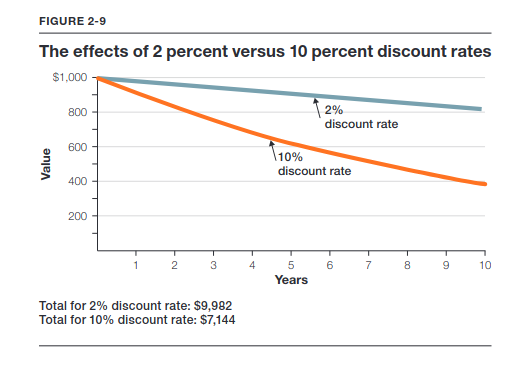 FIGURE 2-9
The effects of 2 percent versus 10 percent discount rates
$1,000
800
600
400
200
Value
2%
discount rate
10%
discount rate
1 2 3 4 5 6 7 8 9 10
Years
Total for 2% discount rate: $9,982
Total for 10% discount rate: $7,144